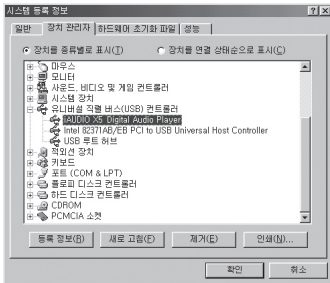 시스템 등록 정보
일반 장치 관리자 하드웨어 초기화 파일 성능
장치를 종류별로 표시(T) 장치를 연결 상태순으로 표시(C)
마우스
모니터
사운드, 비디오 및 게임 컨트롤러
시스템 장치
유니버설 직렬 버스(USB) 컨트롤러
iAUDIO X5 Digital Audio Player
Intel 82371AB/EB PCI to USB Universal Host Controller
USB 루트 허브
적외선 장치
키보드
포트 (COM & LPT)
플로피 디스크 컨트롤러
하드 디스크 컨트롤러
CDROM
PCMCIA 소켓
등록 정보(R) 새로 고침(F) 제거(E) 인쇄(N)...
확인 취소